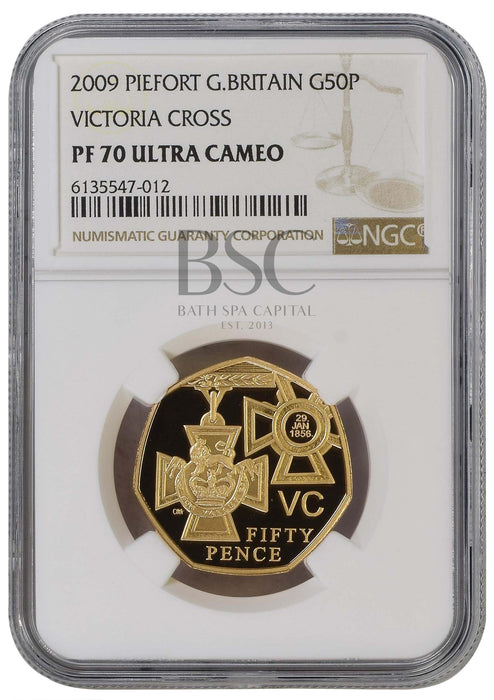 2009 PIEFORT G.BRITAIN G50P
VICTORIA CROSS
PF 70 ULTRA CAMEO
6135547-012
NUMISMATIC GUARANTY CORPORATION
NGC®
BSC
BATH SPA CAPITAL
EST. 2013
29
JAN
1856
VC
FIFTY
PENCE